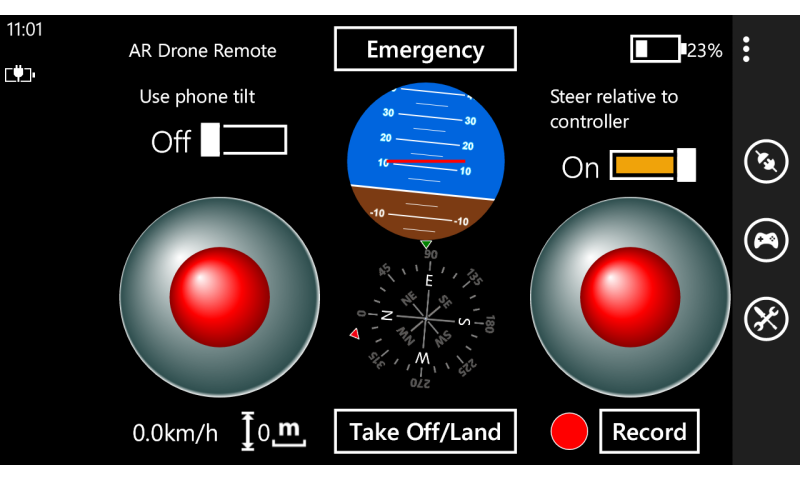 11:01
AR Drone Remote
Emergency
23%
Use phone tilt
Steer relative to
controller
Off
On
30
30
20
20
10
10
-10
-10
90
45
135
E
NE
SE
0
N
S
180
NW
SW
W
315
225
270
0.0km/h
0 m
Take Off/Land
Record